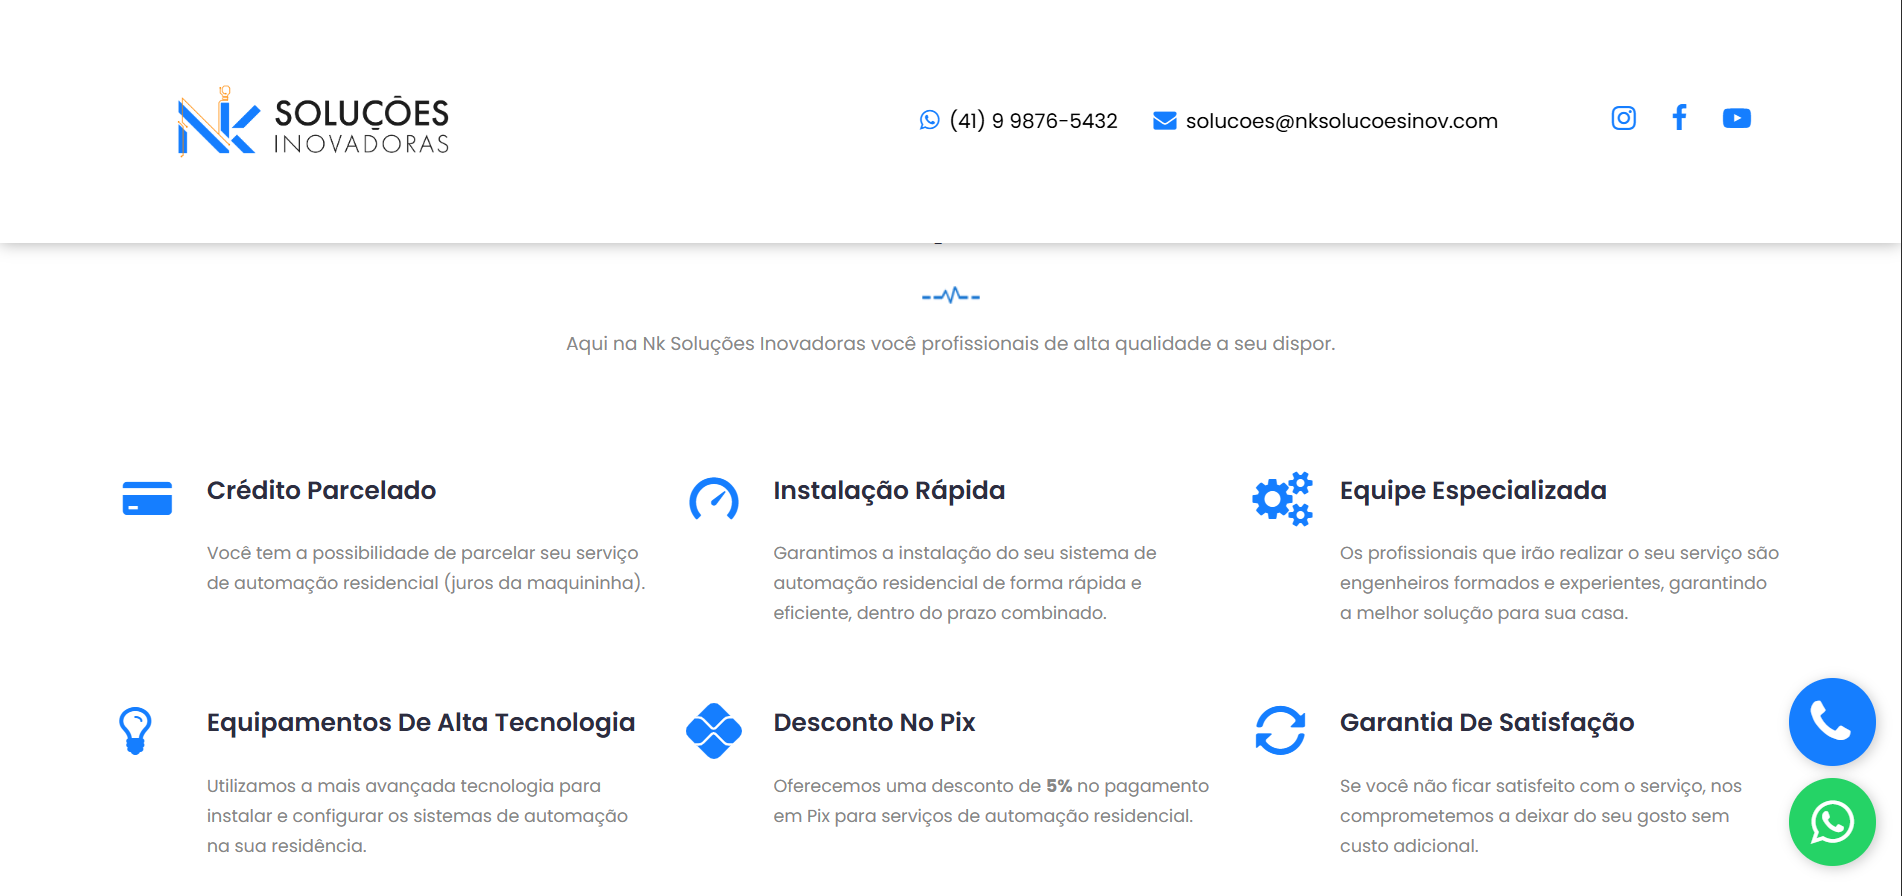 Nk SOLUÇÕES
INOVADORAS
(41) 9 9876-5432
solucoes@nksolucoesinov.com
Aqui na Nk Soluções Inovadoras você profissionais de alta qualidade a seu dispor.
Crédito Parcelado
Você tem a possibilidade de parcelar seu serviço
de automação residencial (juros da maquininha).
Instalação Rápida
Garantimos a instalação do seu sistema de
automação residencial de forma rápida e
eficiente, dentro do prazo combinado.
Equipe Especializada
Os profissionais que irão realizar o seu serviço são
engenheiros formados e experientes, garantindo
a melhor solução para sua casa.
Equipamentos De Alta Tecnologia
Utilizamos a mais avançada tecnologia para
instalar e configurar os sistemas de automação
na sua residência.
Desconto No Pix
Oferecemos uma desconto de 5% no pagamento
em Pix para serviços de automação residencial.
Garantia De Satisfação
Se você não ficar satisfeito com o serviço, nos
comprometemos a deixar do seu gosto sem
custo adicional.